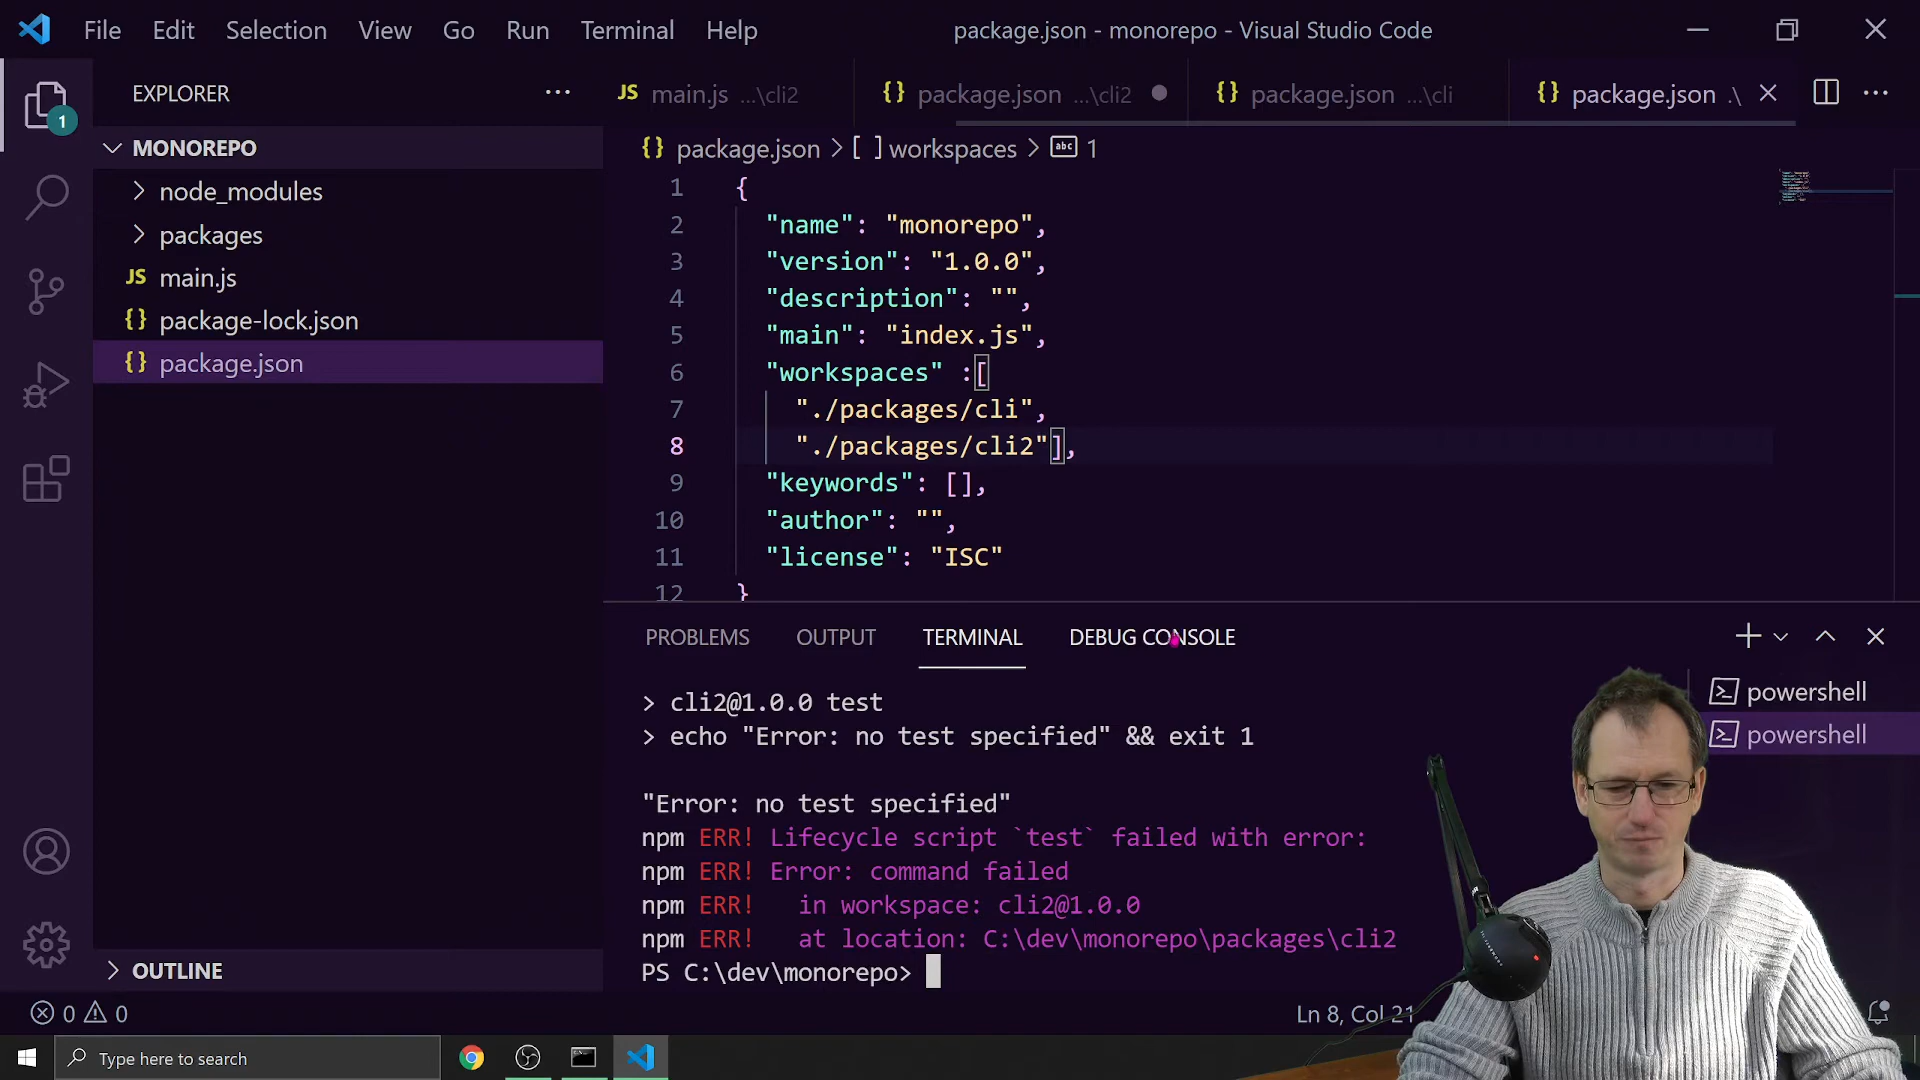 File Edit Selection View Go Run Terminal Help package.json - monorepo - Visual Studio Code
EXPLORER
JS main.js ...\cli2
{} package.json ...\cli2
{} package.json ...\cli
{} package.json .\
MONOREPO
node_modules
packages
JS main.js
{} package-lock.json
{} package.json
1
{} package.json > [ ] workspaces > abc 1
1 {
2 "name": "monorepo",
3 "version": "1.0.0",
4 "description": "",
5 "main": "index.js",
6 "workspaces" :[
7 "./packages/cli",
8 "./packages/cli2"],
9 "keywords": [],
10 "author": "",
11 "license": "ISC"
12 }
PROBLEMS OUTPUT TERMINAL DEBUG CONSOLE
> cli2@1.0.0 test
> echo "Error: no test specified" && exit 1
"Error: no test specified"
npm ERR! Lifecycle script `test` failed with error:
npm ERR! Error: command failed
npm ERR!   in workspace: cli2@1.0.0
npm ERR!   at location: C:\dev\monorepo\packages\cli2
PS C:\dev\monorepo>
powershell
powershell
OUTLINE
0 0
Ln 8, Col 21
Type here to search